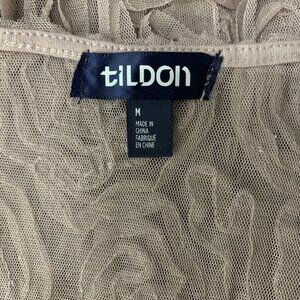 tiLDON
M
MADE IN
CHINA
FABRIQUÉ
EN CHINE